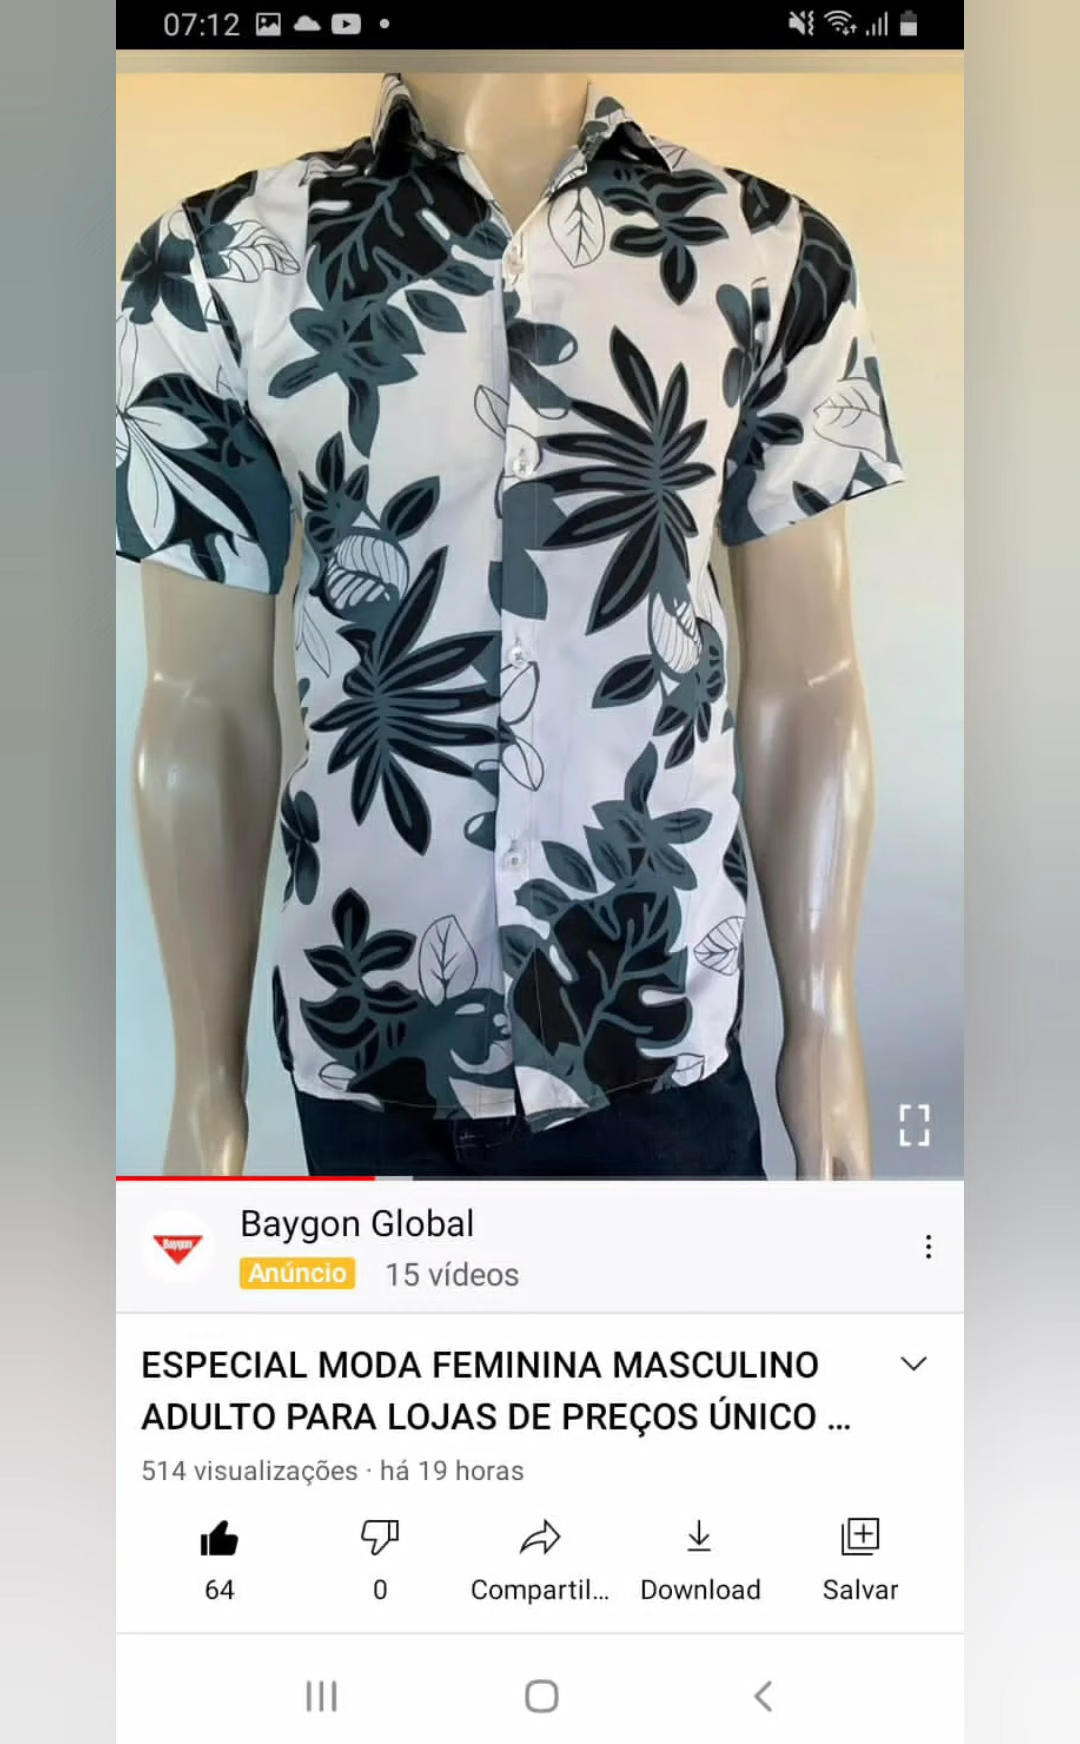 07:12
Baygon Global
Baygon
Anúncio 15 vídeos
ESPECIAL MODA FEMININA MASCULINO
ADULTO PARA LOJAS DE PREÇOS ÚNICO ...
514 visualizações · há 19 horas
64 0 Compartil... Download Salvar